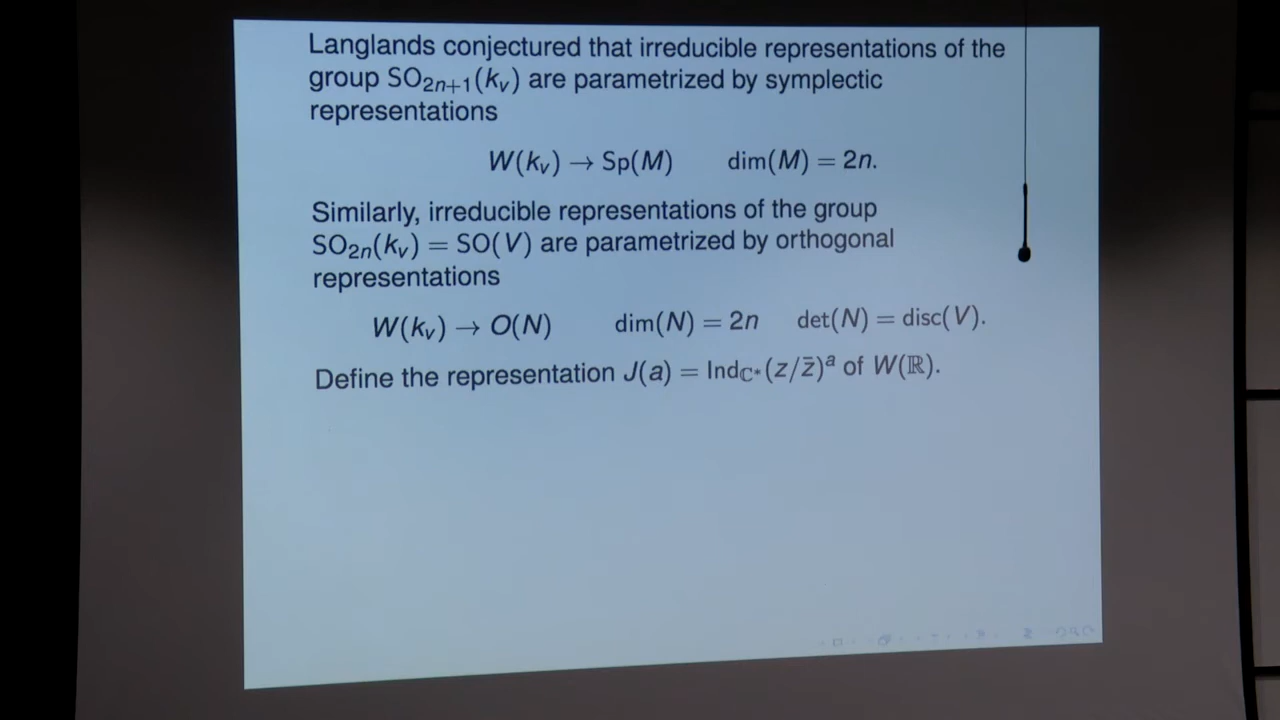 Langlands conjectured that irreducible representations of the
group SO₂ₙ₊₁(kᵥ) are parametrized by symplectic
representations
W(kᵥ) → Sp(M) dim(M) = 2n.
Similarly, irreducible representations of the group
SO₂ₙ(kᵥ) = SO(V) are parametrized by orthogonal
representations
W(kᵥ) → O(N) dim(N) = 2n det(N) = disc(V).
Define the representation J(a) = Ind_ℂ*(z/z̄)ᵃ of W(ℝ).